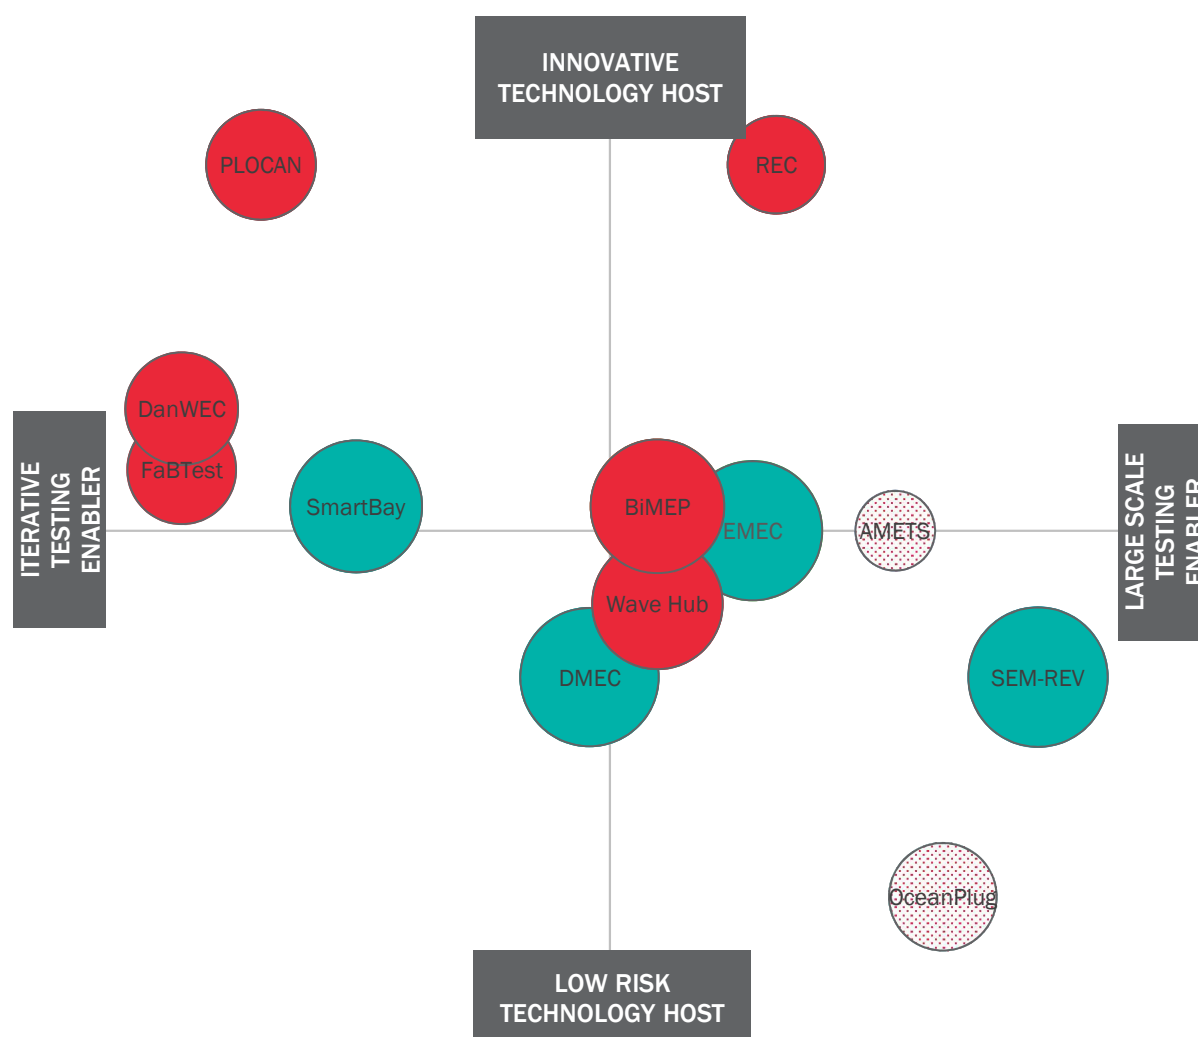 INNOVATIVE
TECHNOLOGY HOST
PLOCAN
REC
DanWEC
FaBTest
ITERATIVE
TESTING
ENABLER
SmartBay
BiMEP
EMEC
AMETS
LARGE SCALE
TESTING
ENABLER
Wave Hub
DMEC
SEM-REV
OceanPlug
LOW RISK
TECHNOLOGY HOST